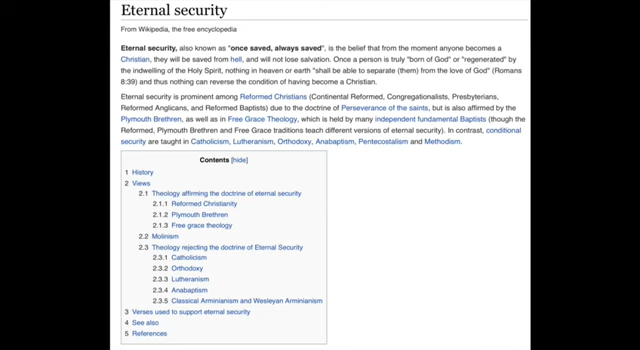 Eternal security
From Wikipedia, the free encyclopedia
Eternal security, also known as "once saved, always saved", is the belief that from the moment anyone becomes a
Christian, they will be saved from hell, and will not lose salvation. Once a person is truly "born of God" or "regenerated" by
the indwelling of the Holy Spirit, nothing in heaven or earth "shall be able to separate (them) from the love of God" (Romans
8:39) and thus nothing can reverse the condition of having become a Christian.
Eternal security is prominent among Reformed Christians (Continental Reformed, Congregationalists, Presbyterians,
Reformed Anglicans, and Reformed Baptists) due to the doctrine of Perseverance of the saints, but is also affirmed by the
Plymouth Brethren, as well as in Free Grace Theology, which is held by many independent fundamental Baptists (though the
Reformed, Plymouth Brethren and Free Grace traditions teach different versions of eternal security). In contrast, conditional
security are taught in Catholicism, Lutheranism, Orthodoxy, Anabaptism, Pentecostalism and Methodism.
Contents [hide]
1 History
2 Views
2.1 Theology affirming the doctrine of eternal security
2.1.1 Reformed Christianity
2.1.2 Plymouth Brethren
2.1.3 Free grace theology
2.2 Molinism
2.3 Theology rejecting the doctrine of Eternal Security
2.3.1 Catholicism
2.3.2 Orthodoxy
2.3.3 Lutheranism
2.3.4 Anabaptism
2.3.5 Classical Arminianism and Wesleyan Arminianism
3 Verses used to support eternal security
4 See also
5 References